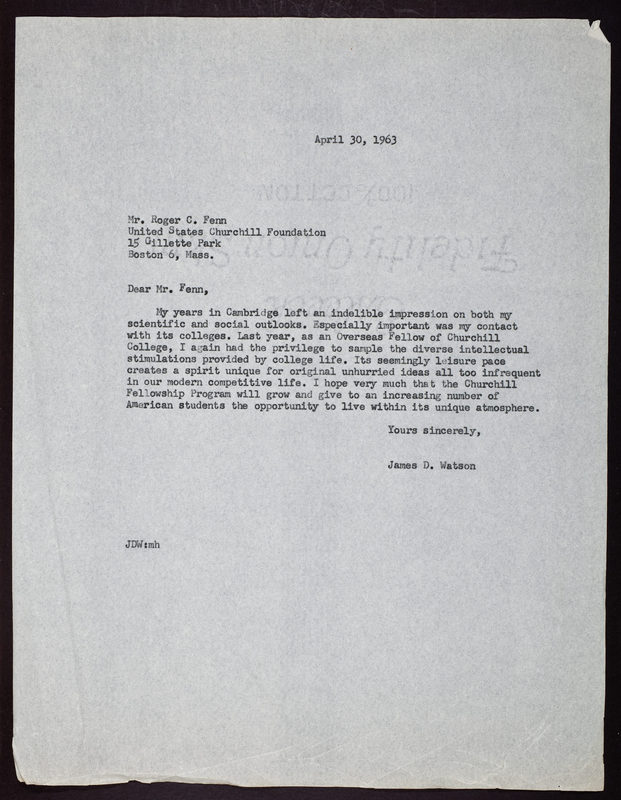 April 30, 1963
Mr. Roger C. Fenn
United States Churchill Foundation
15 Gillette Park
Boston 6, Mass.
Dear Mr. Fenn,
My years in Cambridge left an indelible impression on both my
scientific and social outlooks. Especially important was my contact
with its colleges. Last year, as an Overseas Fellow of Churchill
College, I again had the privilege to sample the diverse intellectual
stimulations provided by college life. Its seemingly leisure pace
creates a spirit unique for original unhurried ideas all too infrequent
in our modern competitive life. I hope very much that the Churchill
Fellowship Program will grow and give to an increasing number of
American students the opportunity to live within its unique atmosphere.
Yours sincerely,
James D. Watson
JDW:mh